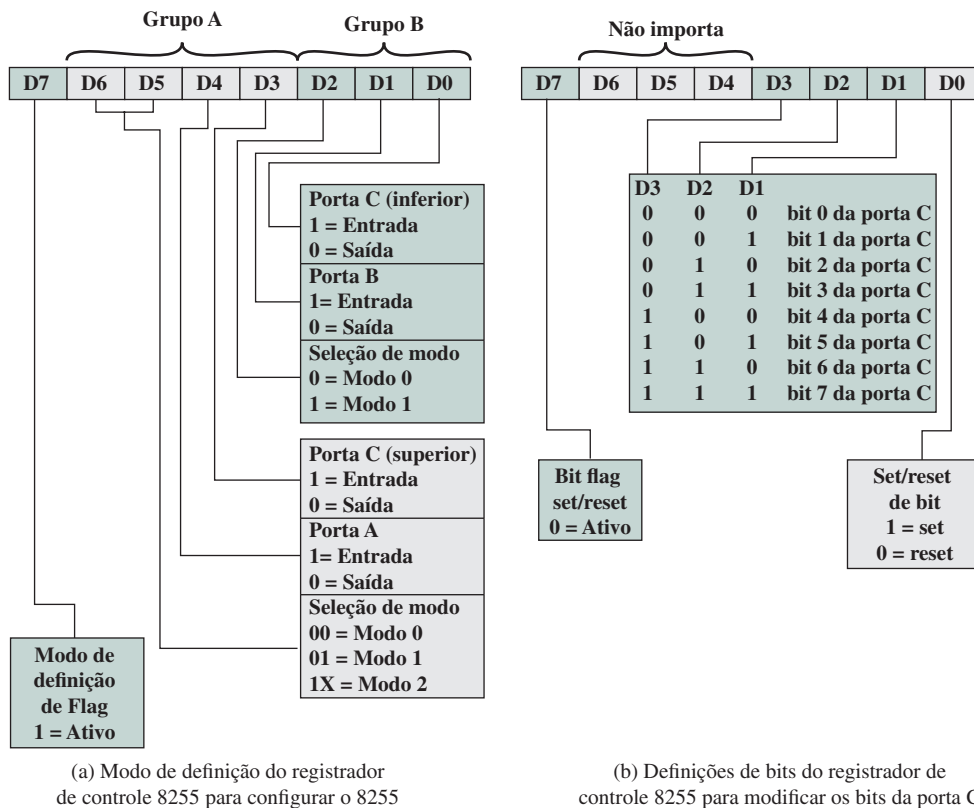 Grupo A
Grupo B
D7 D6 D5 D4 D3 D2 D1 D0
Porta C (inferior)
1 = Entrada
0 = Saída
Porta B
1= Entrada
0 = Saída
Seleção de modo
0 = Modo 0
1 = Modo 1
Porta C (superior)
1 = Entrada
0 = Saída
Porta A
1= Entrada
0 = Saída
Seleção de modo
00 = Modo 0
01 = Modo 1
1X = Modo 2
Modo de
definição
de Flag
1 = Ativo
(a) Modo de definição do registrador
de controle 8255 para configurar o 8255
Não importa
D7 D6 D5 D4 D3 D2 D1 D0
D3 D2 D1
0 0 0 bit 0 da porta C
0 0 1 bit 1 da porta C
0 1 0 bit 2 da porta C
0 1 1 bit 3 da porta C
1 0 0 bit 4 da porta C
1 0 1 bit 5 da porta C
1 1 0 bit 6 da porta C
1 1 1 bit 7 da porta C
Bit flag
set/reset
0 = Ativo
Set/reset
de bit
1 = set
0 = reset
(b) Definições de bits do registrador de
controle 8255 para modificar os bits da porta C